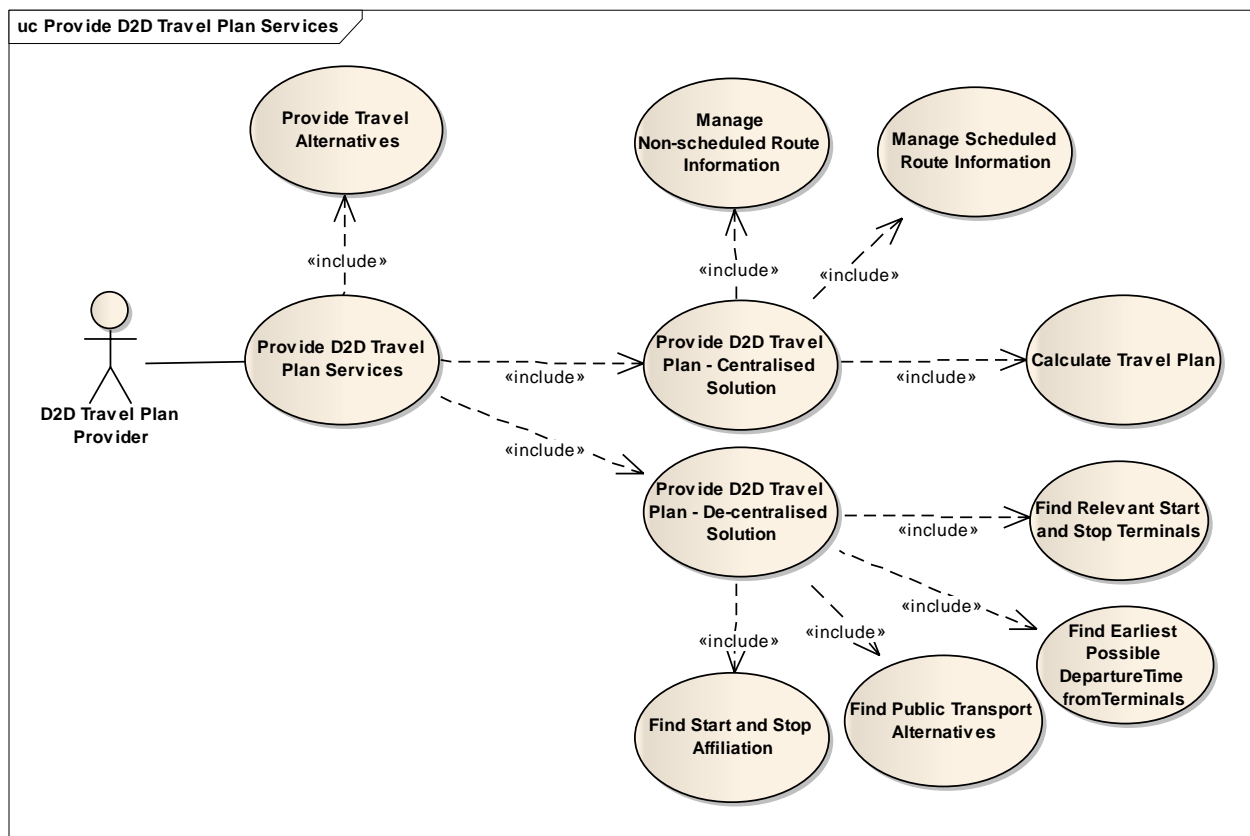 uc Provide D2D Travel Plan Services
Provide Travel
Alternatives
Manage
Non-scheduled Route
Information
Manage Scheduled
Route Information
«include»
«include»
«include»
D2D Travel Plan
Provider
Provide D2D Travel
Plan Services
«include»
Provide D2D Travel
Plan - Centralised
Solution
«include»
Calculate Travel Plan
«include»
Provide D2D Travel
Plan - De-centralised
Solution
«include»
Find Relevant Start
and Stop Terminals
«include»
«include»
«include»
Find Earliest
Possible
DepartureTime
fromTerminals
Find Start and Stop
Affiliation
Find Public Transport
Alternatives